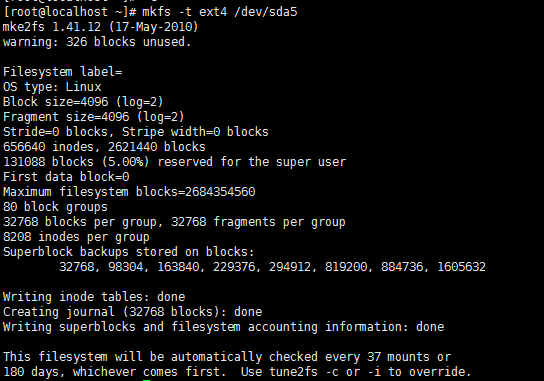 [root@localhost ~]# mkfs -t ext4 /dev/sda5
mke2fs 1.41.12 (17-May-2010)
warning: 326 blocks unused.
Filesystem label=
OS type: Linux
Block size=4096 (log=2)
Fragment size=4096 (log=2)
Stride=0 blocks, Stripe width=0 blocks
656640 inodes, 2621440 blocks
131088 blocks (5.00%) reserved for the super user
First data block=0
Maximum filesystem blocks=2684354560
80 block groups
32768 blocks per group, 32768 fragments per group
8208 inodes per group
Superblock backups stored on blocks:
32768, 98304, 163840, 229376, 294912, 819200, 884736, 1605632
Writing inode tables: done
Creating journal (32768 blocks): done
Writing superblocks and filesystem accounting information: done
This filesystem will be automatically checked every 37 mounts or
180 days, whichever comes first.  Use tune2fs -c or -i to override.